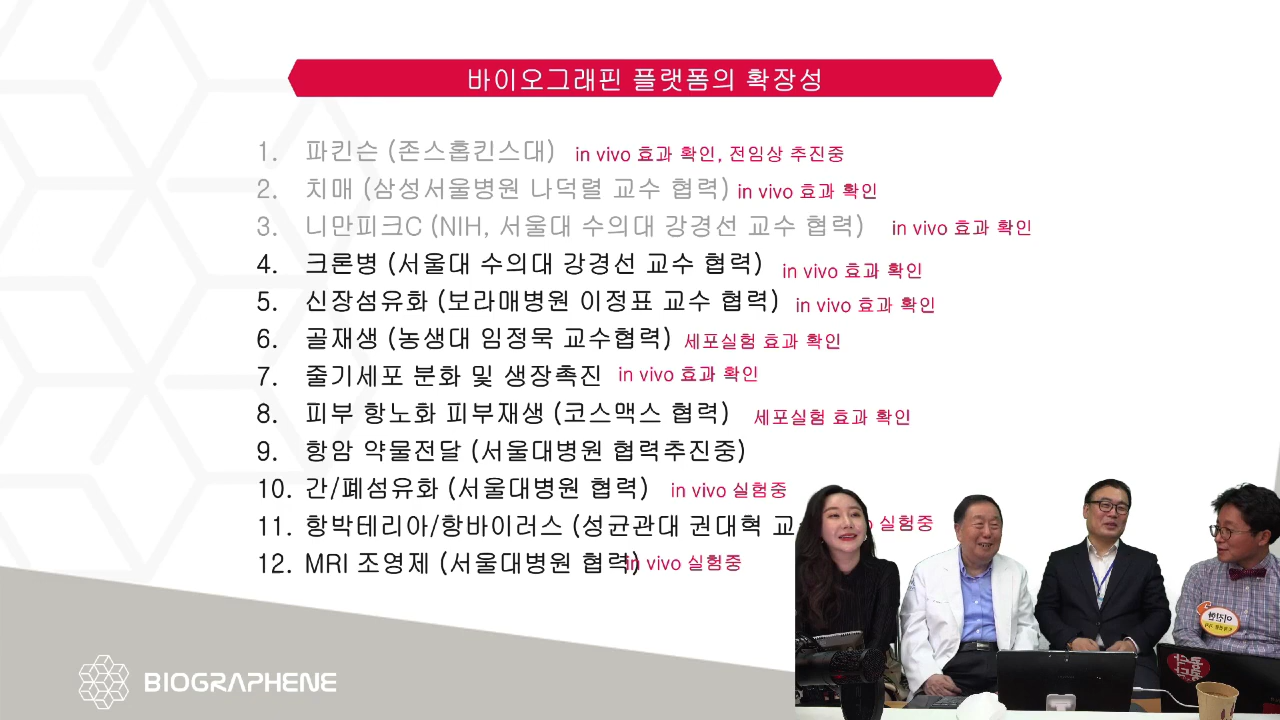 바이오그래핀 플랫폼의 확장성
1. 파킨슨 (존스홉킨스대) in vivo 효과 확인, 전임상 추진중
2. 치매 (삼성서울병원 나덕렬 교수 협력) in vivo 효과 확인
3. 니만피크C (NIH, 서울대 수의대 강경선 교수 협력) in vivo 효과 확인
4. 크론병 (서울대 수의대 강경선 교수 협력) in vivo 효과 확인
5. 신장섬유화 (보라매병원 이정표 교수 협력) in vivo 효과 확인
6. 골재생 (농생대 임정묵 교수협력) 세포실험 효과 확인
7. 줄기세포 분화 및 생장촉진 in vivo 효과 확인
8. 피부 항노화 피부재생 (코스맥스 협력) 세포실험 효과 확인
9. 항암 약물전달 (서울대병원 협력추진중)
10. 간/폐섬유화 (서울대병원 협력) in vivo 실험중
11. 항박테리아/항바이러스 (성균관대 권대혁 교 실험중
12. MRI 조영제 (서울대병원 협력) in vivo 실험중
BIOGRAPHENE